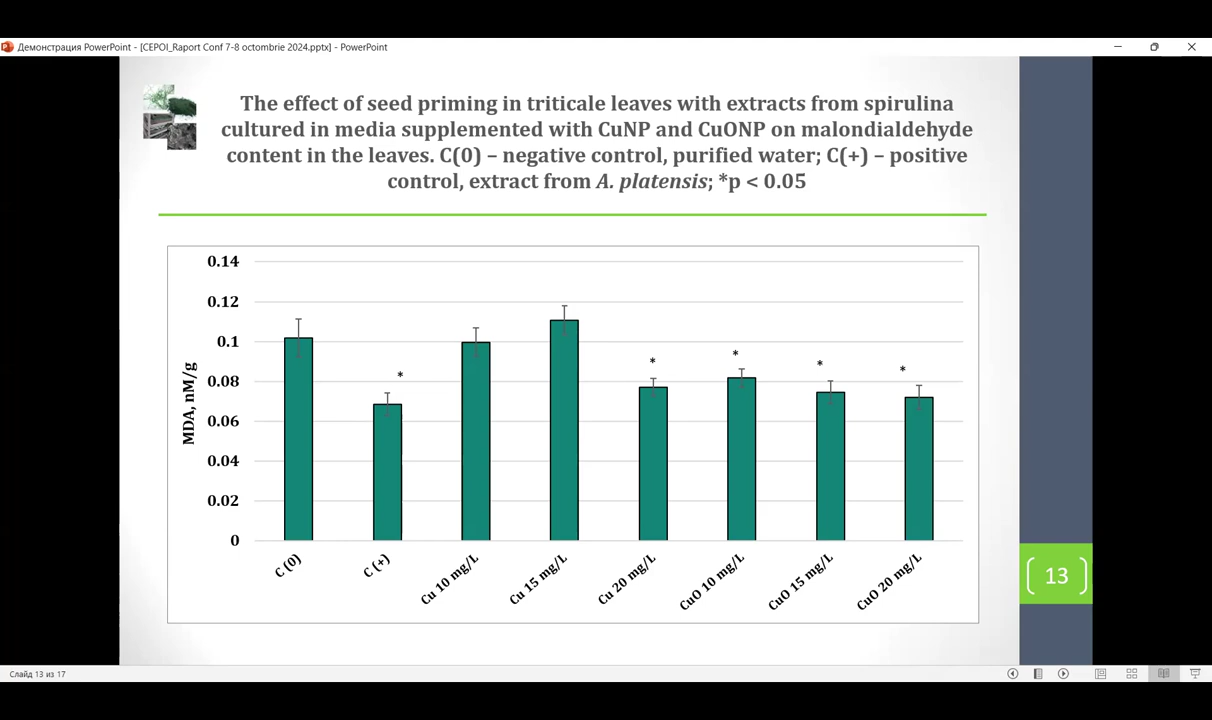 Демонстрация PowerPoint - [CEPOI_Raport Conf 7-8 octombrie 2024.pptx] - PowerPoint
The effect of seed priming in triticale leaves with extracts from spirulina
cultured in media supplemented with CuNP and CuONP on malondialdehyde
content in the leaves. C(0) – negative control, purified water; C(+) – positive
control, extract from A. platensis; *p < 0.05
0.14
0.12
0.1
0.08
0.06
0.04
0.02
0
MDA, nM/g
*
*
*
*
*
C (0)
C (+)
Cu 10 mg/L
Cu 15 mg/L
Cu 20 mg/L
CuO 10 mg/L
CuO 15 mg/L
CuO 20 mg/L
13
Слайд 13 из 17